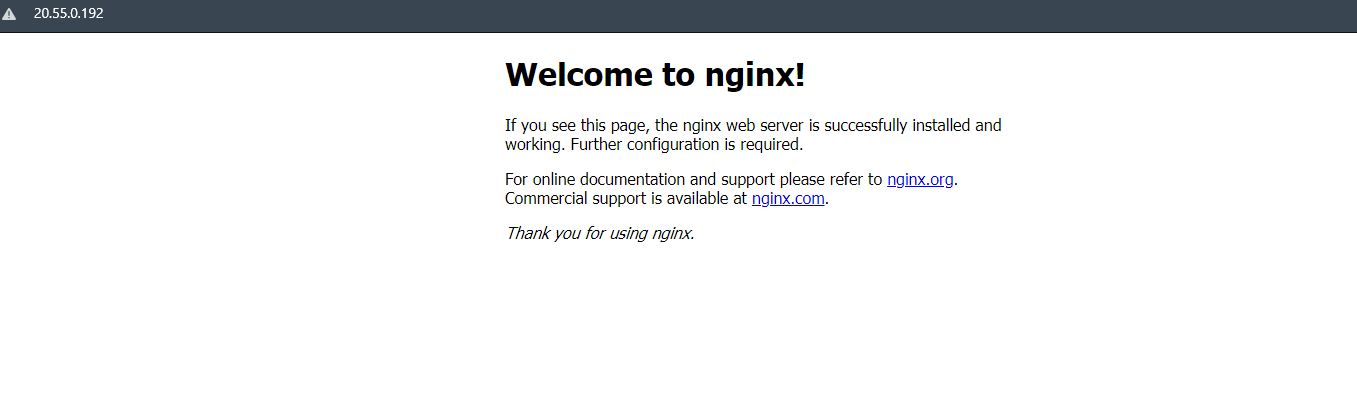 20.55.0.192
Welcome to nginx!
If you see this page, the nginx web server is successfully installed and
working. Further configuration is required.
For online documentation and support please refer to nginx.org.
Commercial support is available at nginx.com.
Thank you for using nginx.